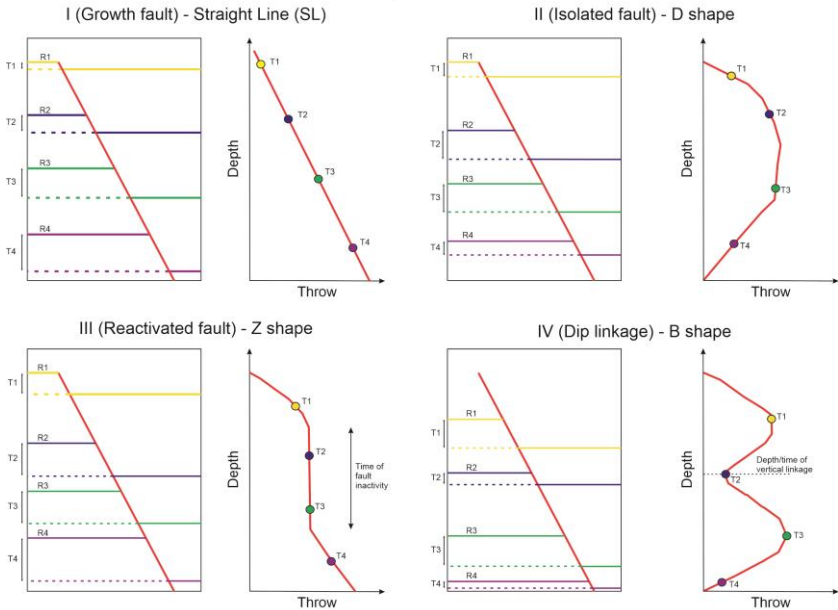 I (Growth fault) - Straight Line (SL)
T1
R1
T2
R2
T3
R3
T4
R4
Depth
T1
T2
T3
T4
Throw
II (Isolated fault) - D shape
T1
R1
T2
R2
T3
R3
T4
R4
Depth
T1
T2
T3
T4
Throw
III (Reactivated fault) - Z shape
T1
R1
T2
R2
T3
R3
T4
R4
Depth
T1
T2
T3
T4
Time of
fault
inactivity
Throw
IV (Dip linkage) - B shape
T1
R1
T2
R2
T3
R3
T4
R4
Depth
T1
Depth/time of
vertical linkage
T2
T3
T4
Throw